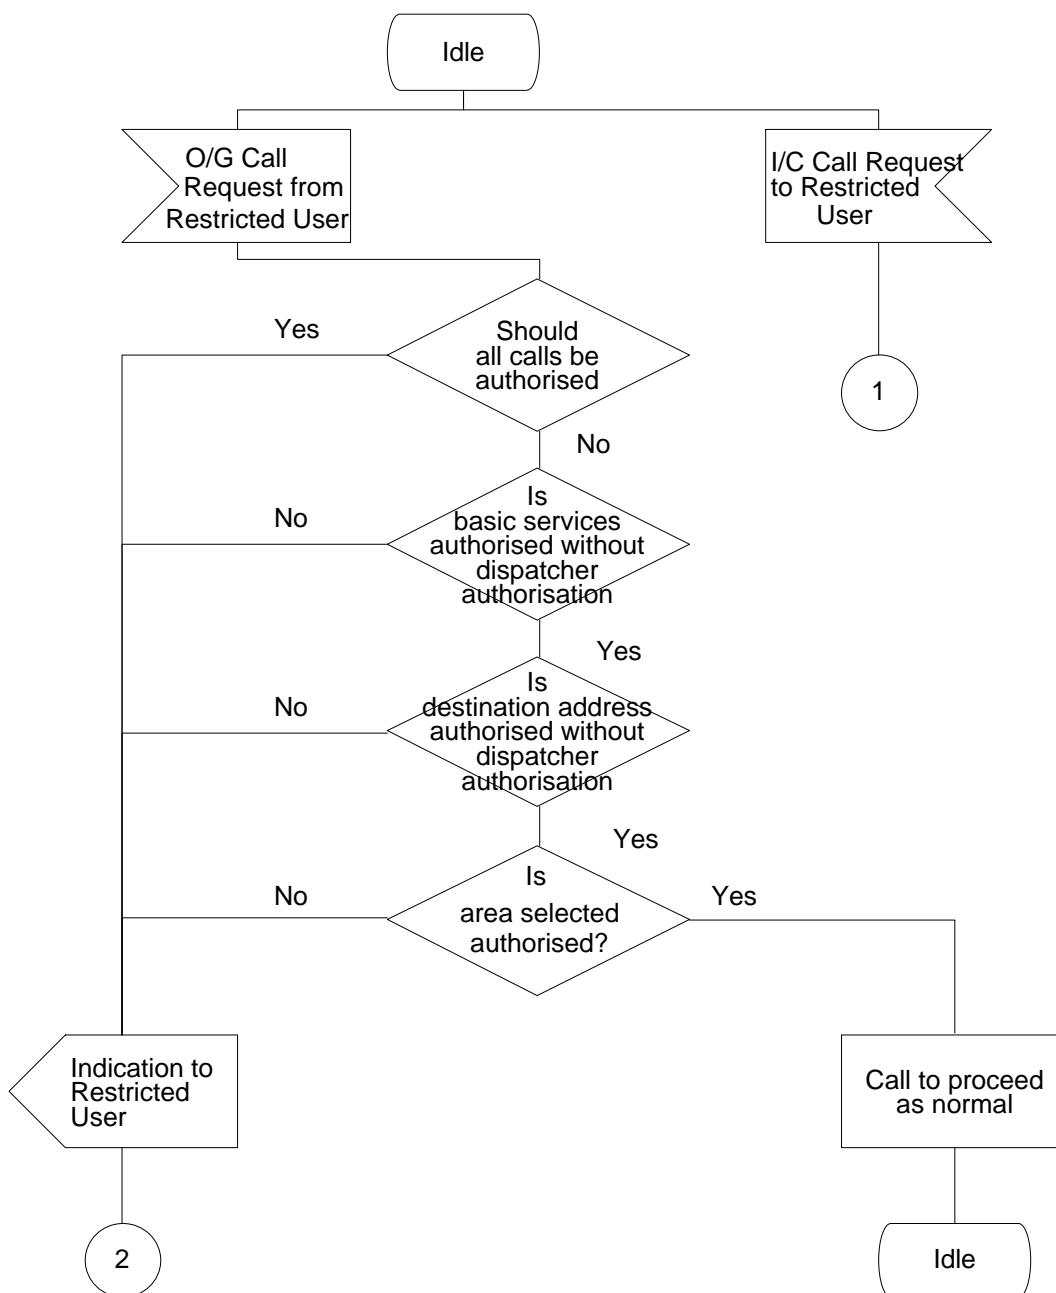 Idle
O/G Call
Request from
Restricted User
I/C Call Request
to Restricted
User
Yes
Should
all calls be
authorised
1
No
No
Is
basic services
authorised without
dispatcher
authorisation
Yes
No
Is
destination address
authorised without
dispatcher
authorisation
Yes
No
Is
area selected
authorised?
Yes
Indication to
Restricted
User
Call to proceed
as normal
2
Idle